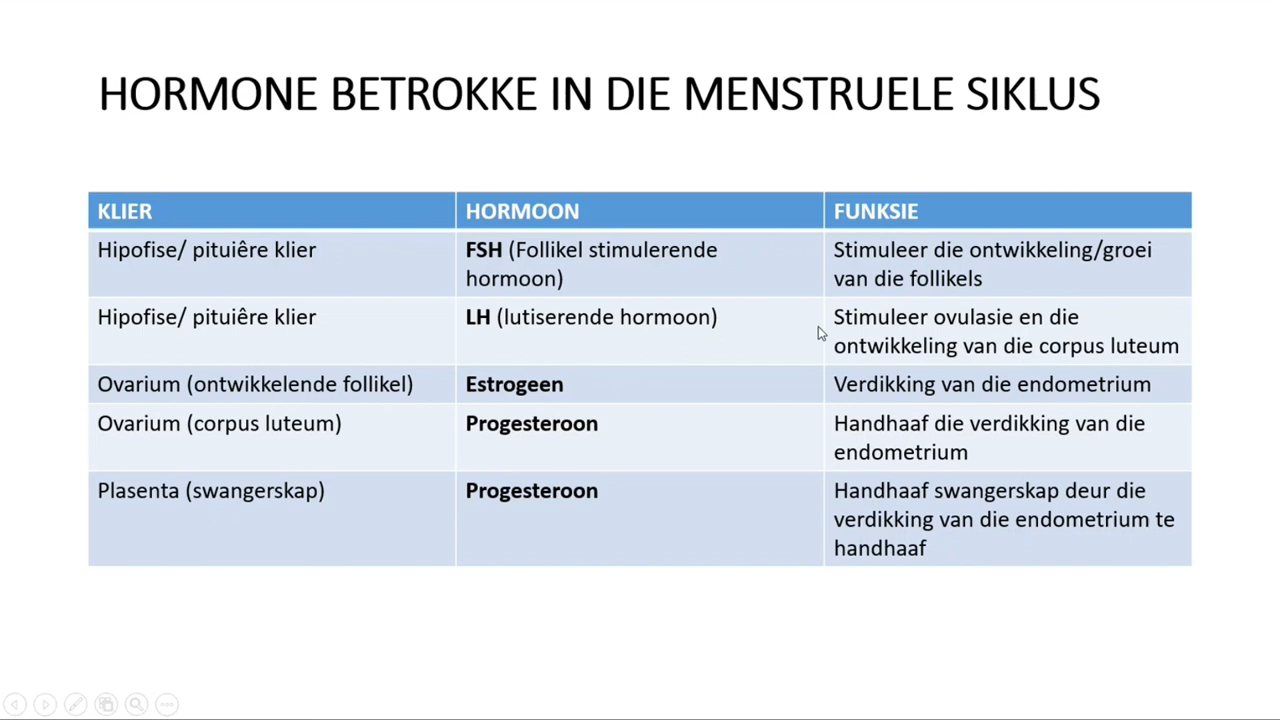 HORMONE BETROKKE IN DIE MENSTRUELE SIKLUS
KLIER HORMOON FUNKSIE
Hipofise/ pituiêre klier FSH (Follikel stimulerende Stimuleer die ontwikkeling/groei
hormoon) van die follikels
Hipofise/ pituiêre klier LH (lutiserende hormoon) Stimuleer ovulasie en die
ontwikkeling van die corpus luteum
Ovarium (ontwikkelende follikel) Estrogeen Verdikking van die endometrium
Ovarium (corpus luteum) Progesteroon Handhaaf die verdikking van die
endometrium
Plasenta (swangerskap) Progesteroon Handhaaf swangerskap deur die
verdikking van die endometrium te
handhaaf